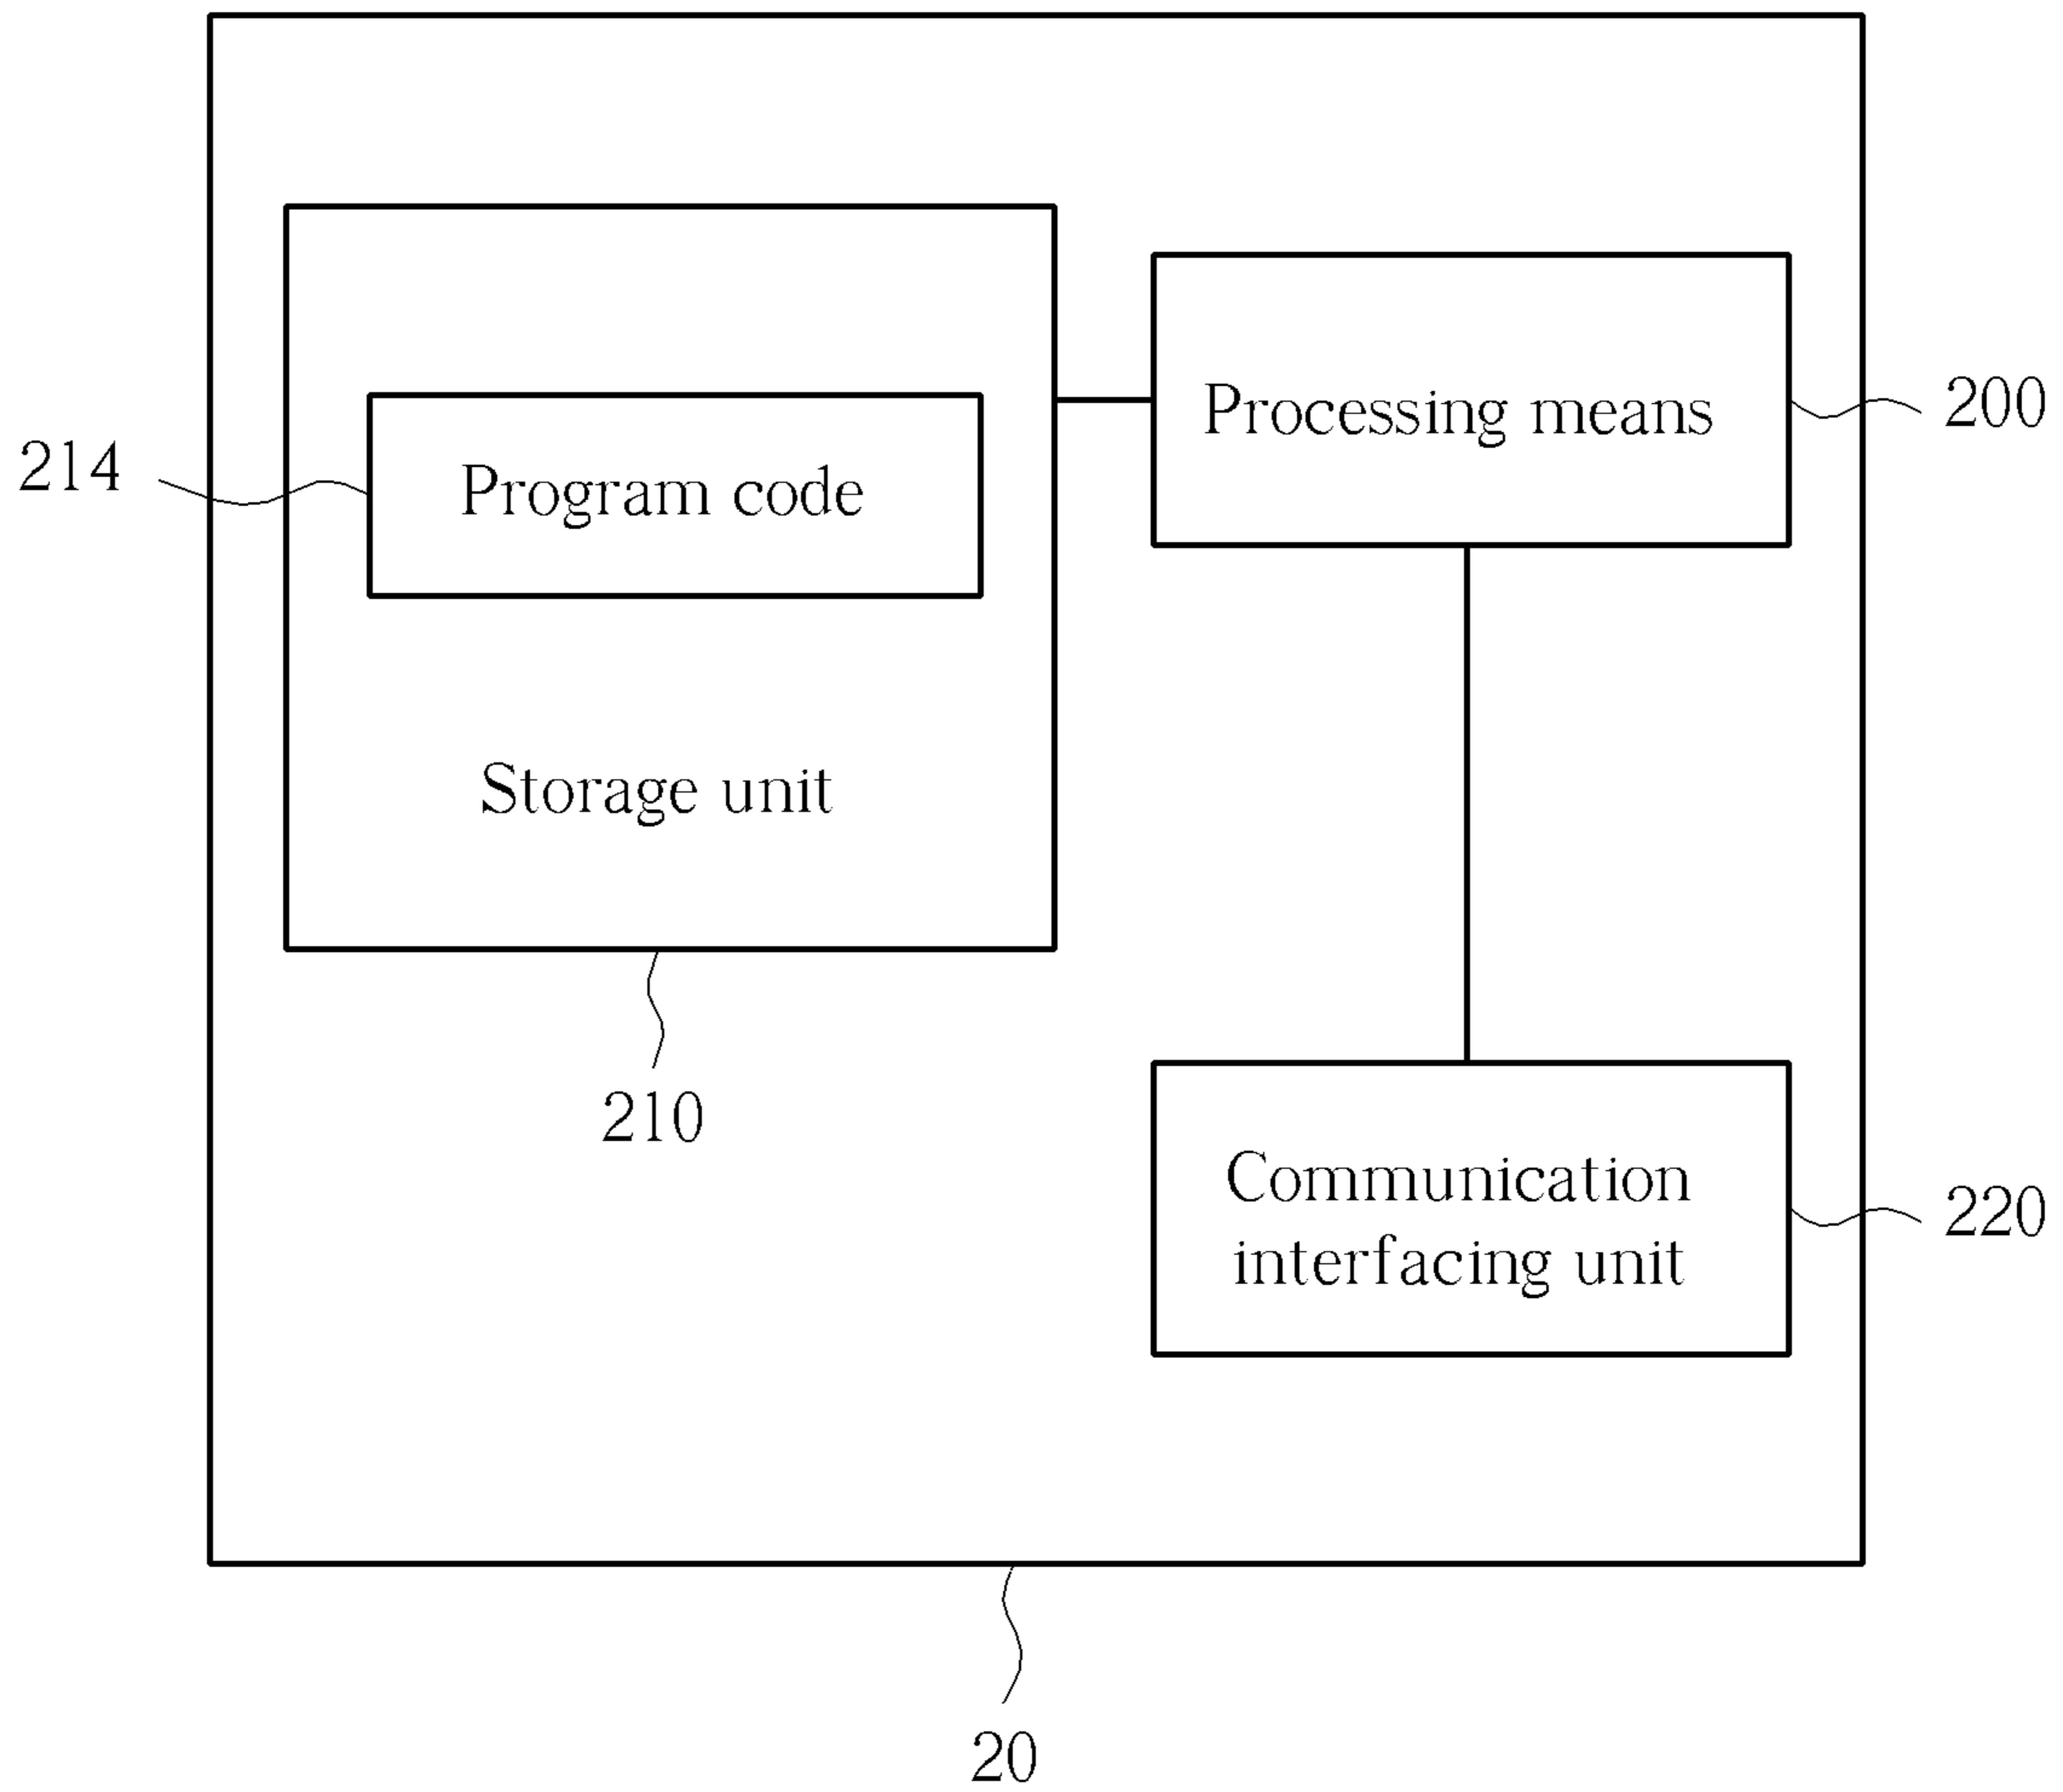 Processing means
200
214
Program code
Storage unit
210
Communication
interfacing unit
220
20